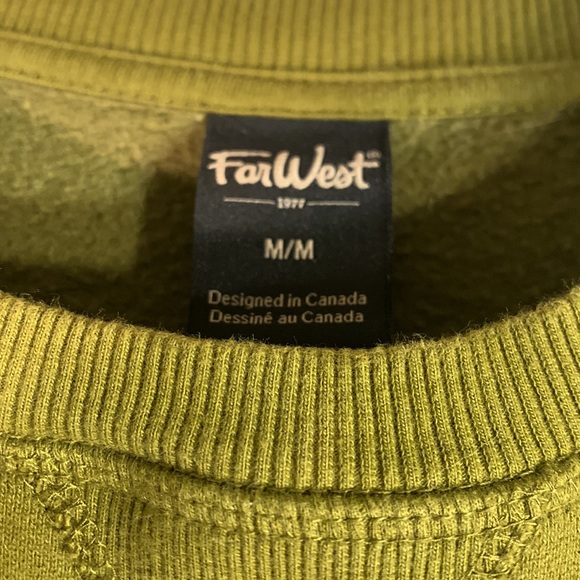 FarWest
1977
M/M
Designed in Canada
Dessiné au Canada